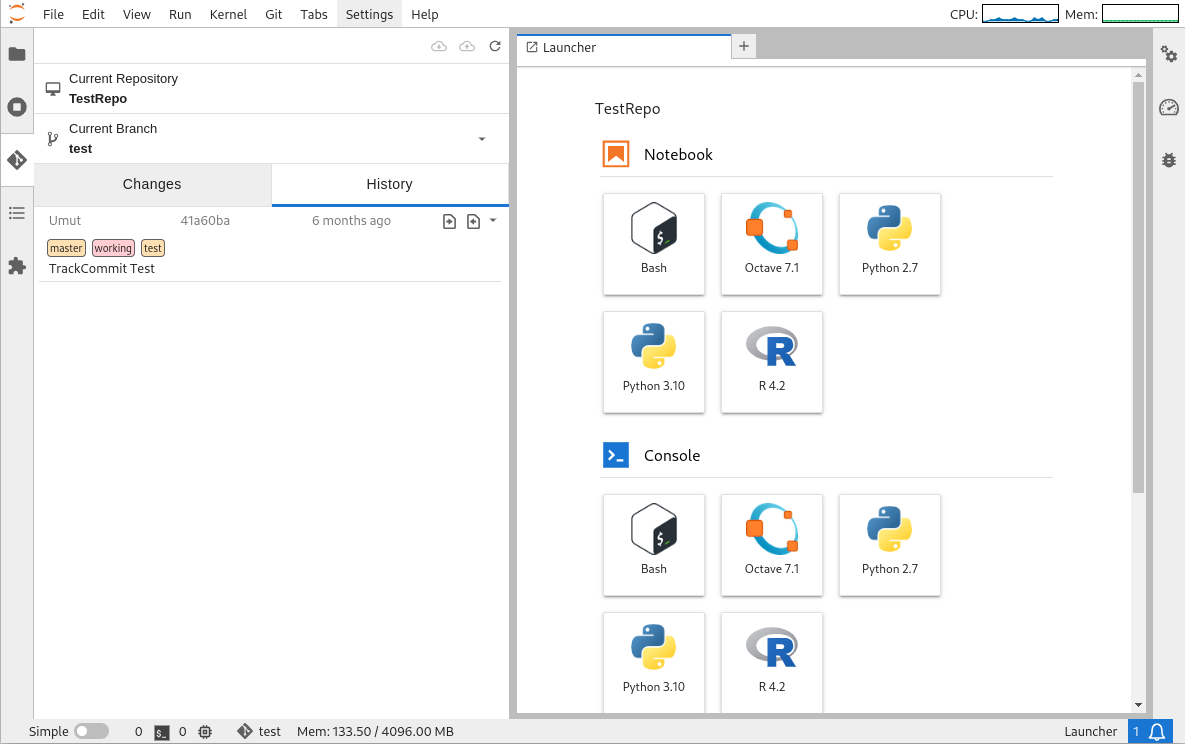 File Edit View Run Kernel Git Tabs Settings Help CPU: Mem:
Current Repository
TestRepo
Current Branch
test
Changes History
Umut 41a60ba 6 months ago
master working test
TrackCommit Test
Launcher
TestRepo
Notebook
$_
Bash Octave 7.1 Python 2.7
Python 3.10 R 4.2
Console
$_
Bash Octave 7.1 Python 2.7
Python 3.10 R 4.2
Simple 0 $_ 0 test Mem: 133.50 / 4096.00 MB Launcher 1